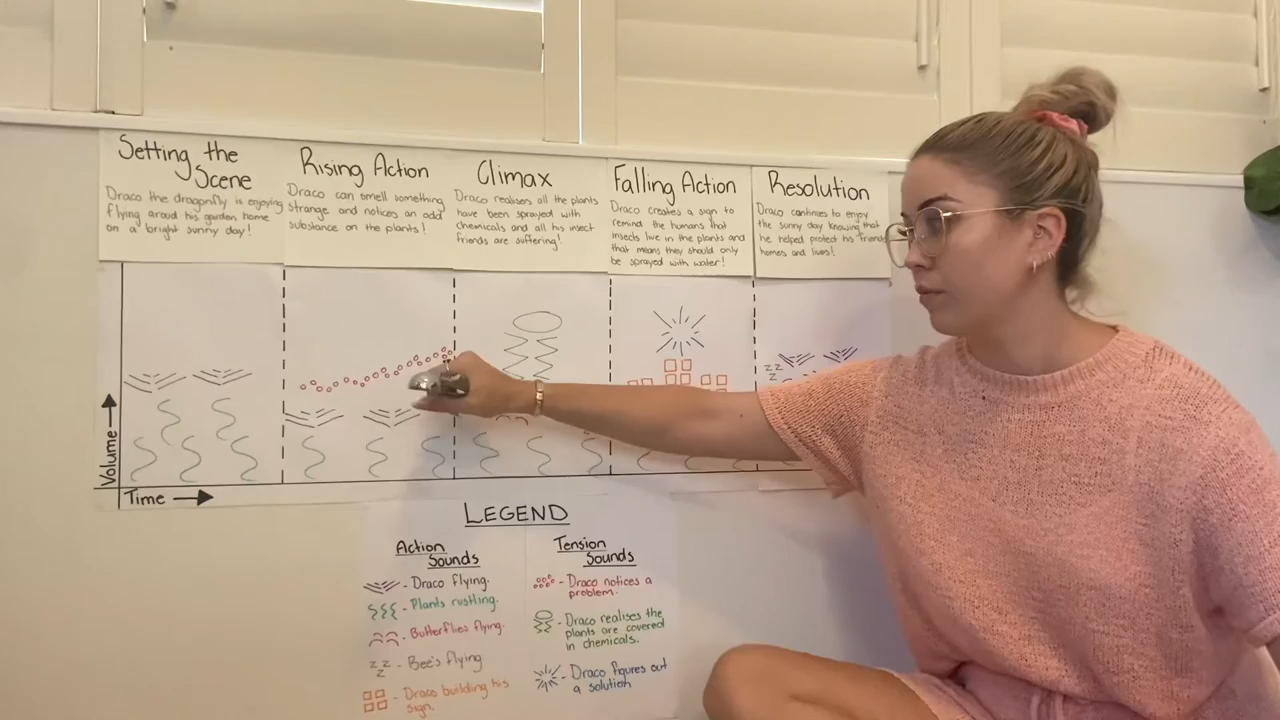 Setting the
Scene
Draco the dragonfly is enjoying
flying aroud his garden home
on a bright sunny day!
Rising Action
Draco can smell something
strange and notices an odd
substance on the plants!
Climax
Draco realises all the plants
have been sprayed with
chemicals and all his insect
friends are suffering!
Falling Action
Draco creates a sign to
remind the humans that
insects live in the plants and
that means they should only
be sprayed with water!
Resolution
Draco continues to enjoy
the sunny day knowing that
he helped protect his friends
homes and lives!
Volume
Time
zz
z
LEGEND
Action
Sounds
- Draco flying.
- Plants rustling.
- Butterflies flying.
z z
z
- Bee's flying
- Draco building his
sign.
Tension
Sounds
- Draco notices a
problem.
- Draco realises the
plants are covered
in chemicals.
- Draco figures out
a solution